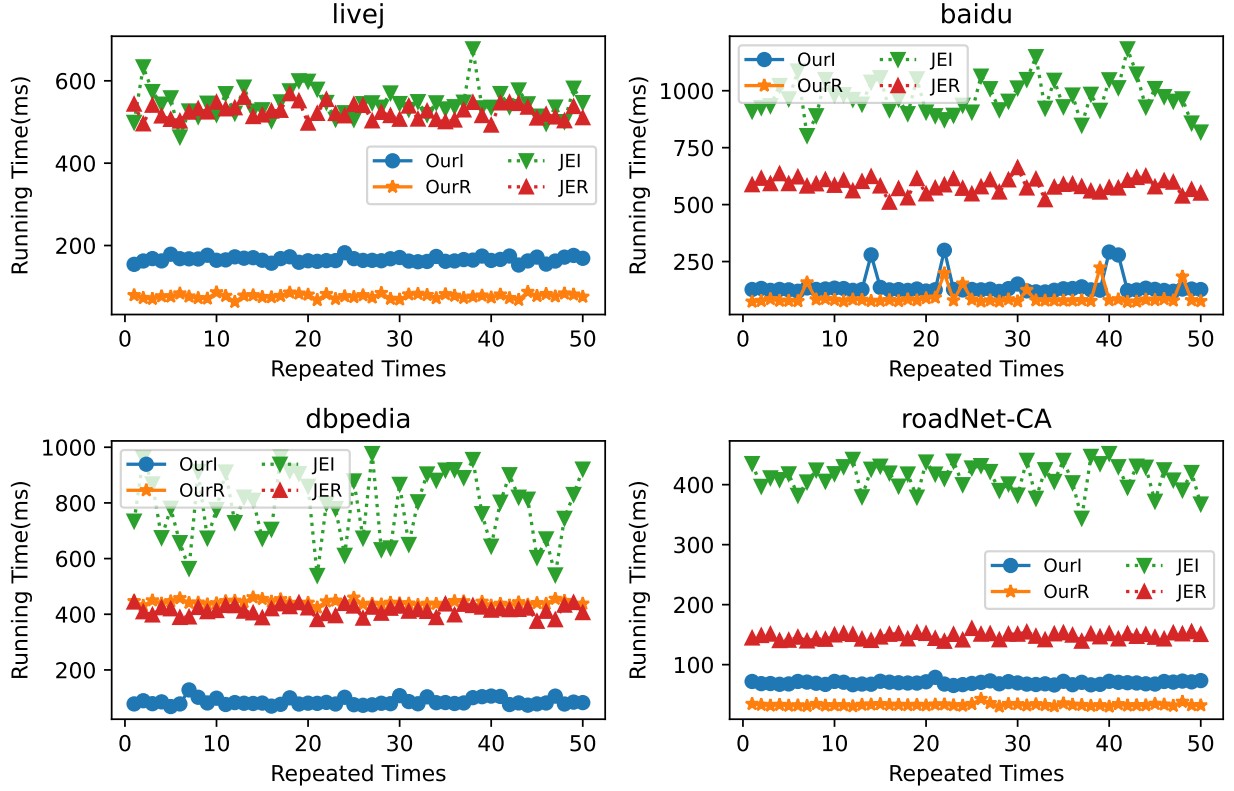 livej
Running Time(ms)
600
400
200
OurI
OurR
JEI
JER
0 10 20 30 40 50
Repeated Times
baidu
Running Time(ms)
1000
750
500
250
OurI
OurR
JEI
JER
0 10 20 30 40 50
Repeated Times
dbpedia
Running Time(ms)
1000
800
600
400
200
OurI
OurR
JEI
JER
0 10 20 30 40 50
Repeated Times
roadNet-CA
Running Time(ms)
400
300
200
100
OurI
OurR
JEI
JER
0 10 20 30 40 50
Repeated Times